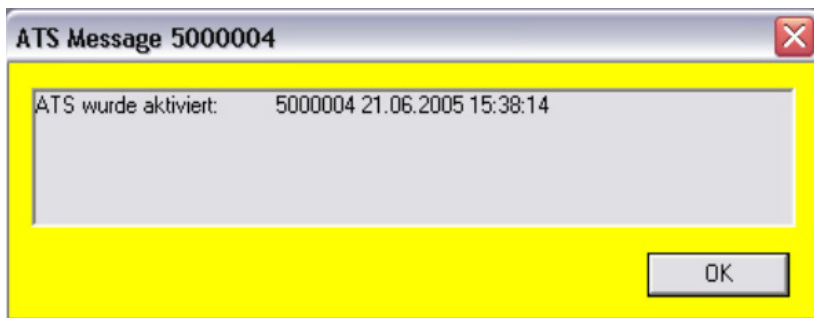 ATS Message 5000004
ATS wurde aktiviert: 5000004 21.06.2005 15:38:14
OK